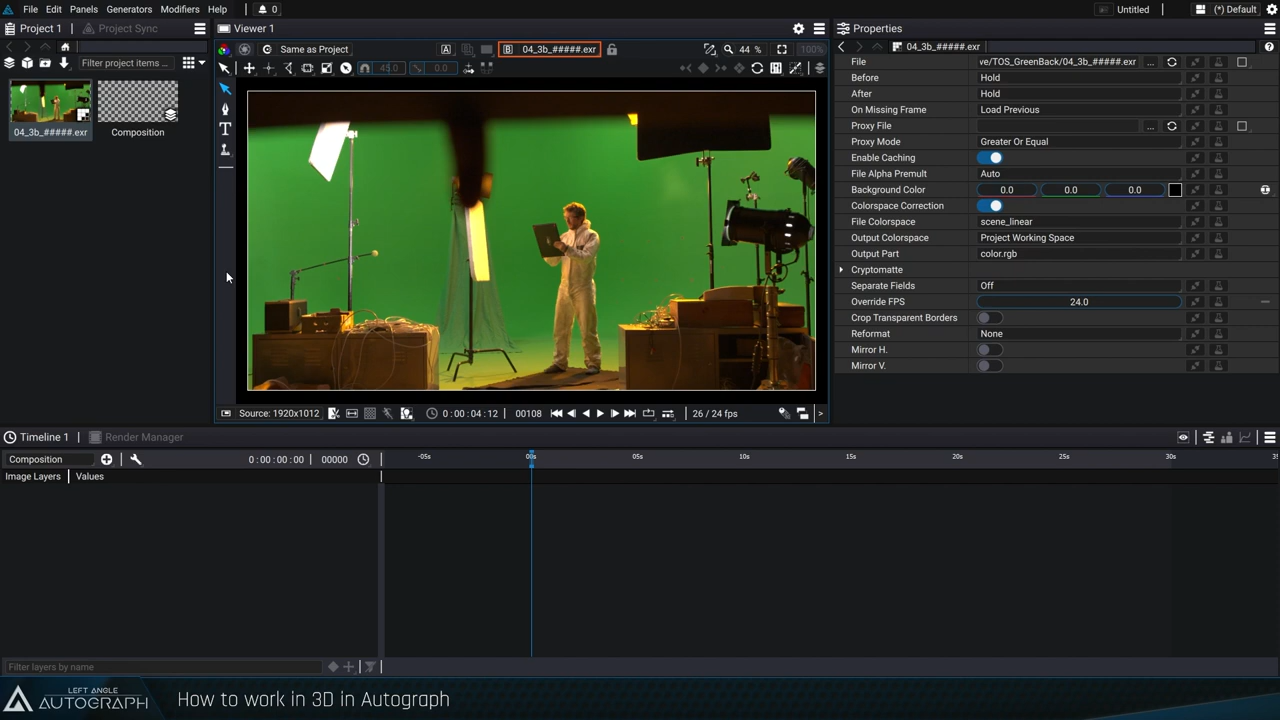 File Edit Panels Generators Modifiers Help 0 Untitled (*) Default
Project 1 Project Sync
Viewer 1
Properties
Filter project items ...
04_3b_#####.exr
Composition
Same as Project A B 04_3b_#####.exr 44 % 100%
45.0 0.0
T
Source: 1920x1012 0:00:04:12 00108 26 / 24 fps >
04_3b_#####.exr
File ve/TOS_GreenBack/04_3b_#####.exr ...
Before Hold
After Hold
On Missing Frame Load Previous
Proxy File ...
Proxy Mode Greater Or Equal
Enable Caching
File Alpha Premult Auto
Background Color 0.0 0.0 0.0
Colorspace Correction
File Colorspace scene_linear
Output Colorspace Project Working Space
Output Part color.rgb
Cryptomatte
Separate Fields Off
Override FPS 24.0
Crop Transparent Borders
Reformat None
Mirror H.
Mirror V.
Timeline 1 Render Manager
Composition 0:00:00:00 00000
-05s 00s 05s 10s 15s 20s 25s 30s 35
Image Layers Values
Filter layers by name
LEFT ANGLE
AUTOGRAPH
How to work in 3D in Autograph